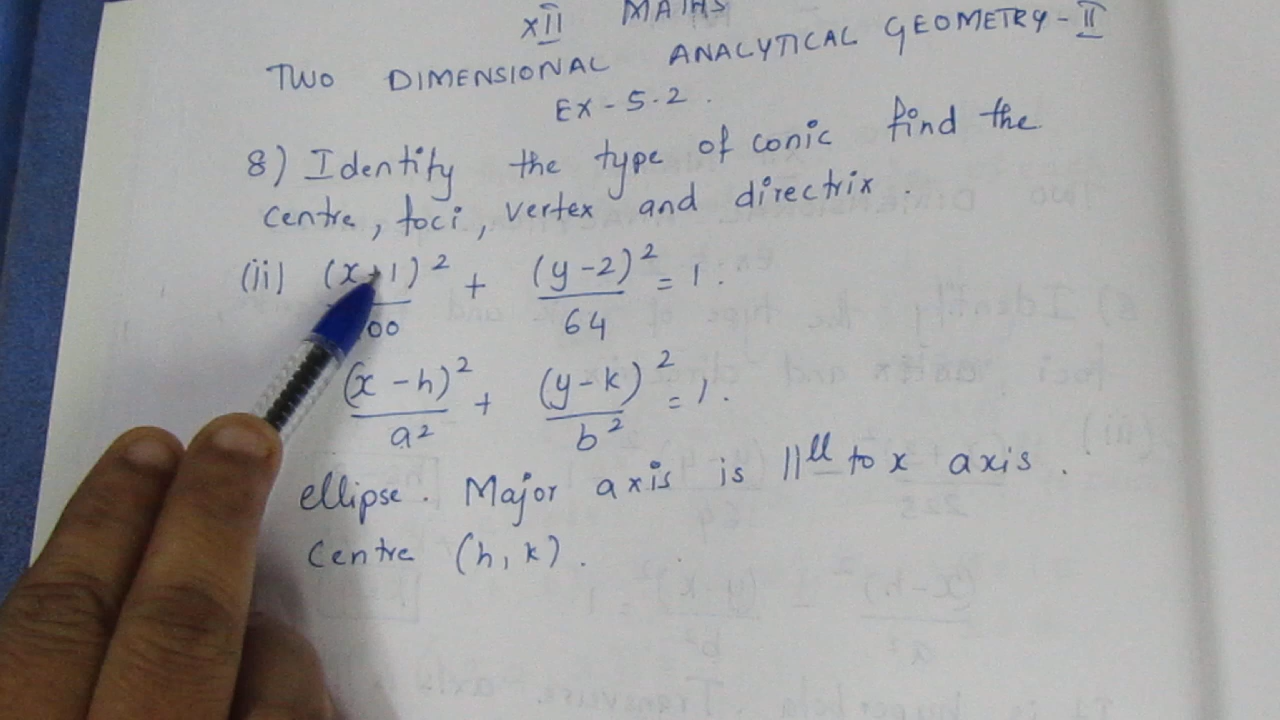 XII MATHS
TWO DIMENSIONAL ANALYTICAL GEOMETRY - II
EX - 5.2 .
8) Identify the type of conic find the
centre, foci, vertex and directrix .
(ii) (x+1)² / 100 + (y-2)² / 64 = 1 .
(x-h)² / a² + (y-k)² / b² = 1 .
ellipse . Major axis is ||ll to x axis .
Centre (h, k) .